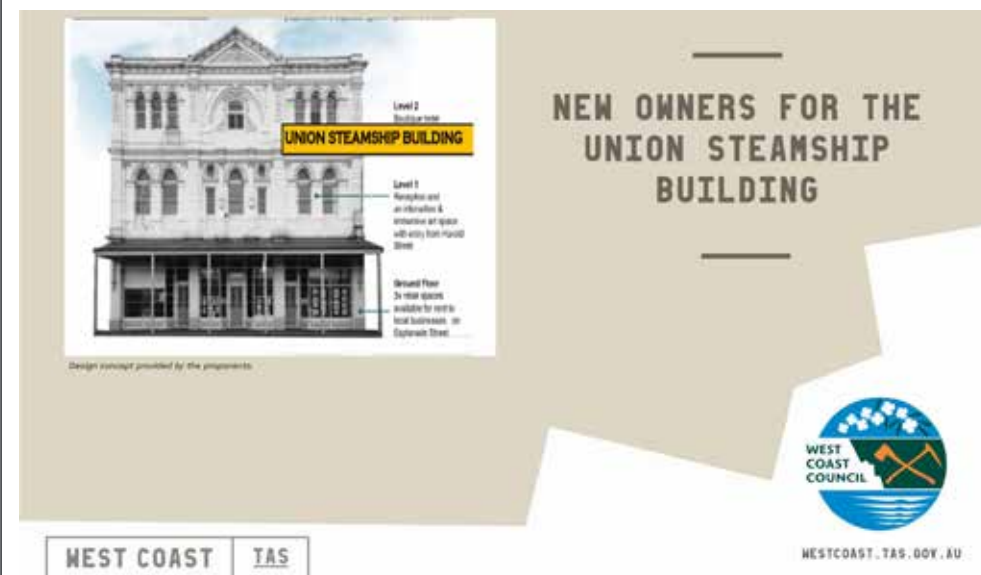 NEW OWNERS FOR THE
UNION STEAMSHIP
BUILDING
Level 2
Boutique hotel
UNION STEAMSHIP BUILDING
Level 1
Reception and
an interactive &
immersive art space
with entry from Harold
Street
Ground Floor
3x retail spaces
available for rent to
local businesses on
Esplanade Street
Design concept provided by the proponents.
WEST
COAST
COUNCIL
WESTCOAST.TAS.GOV.AU
WEST COAST TAS